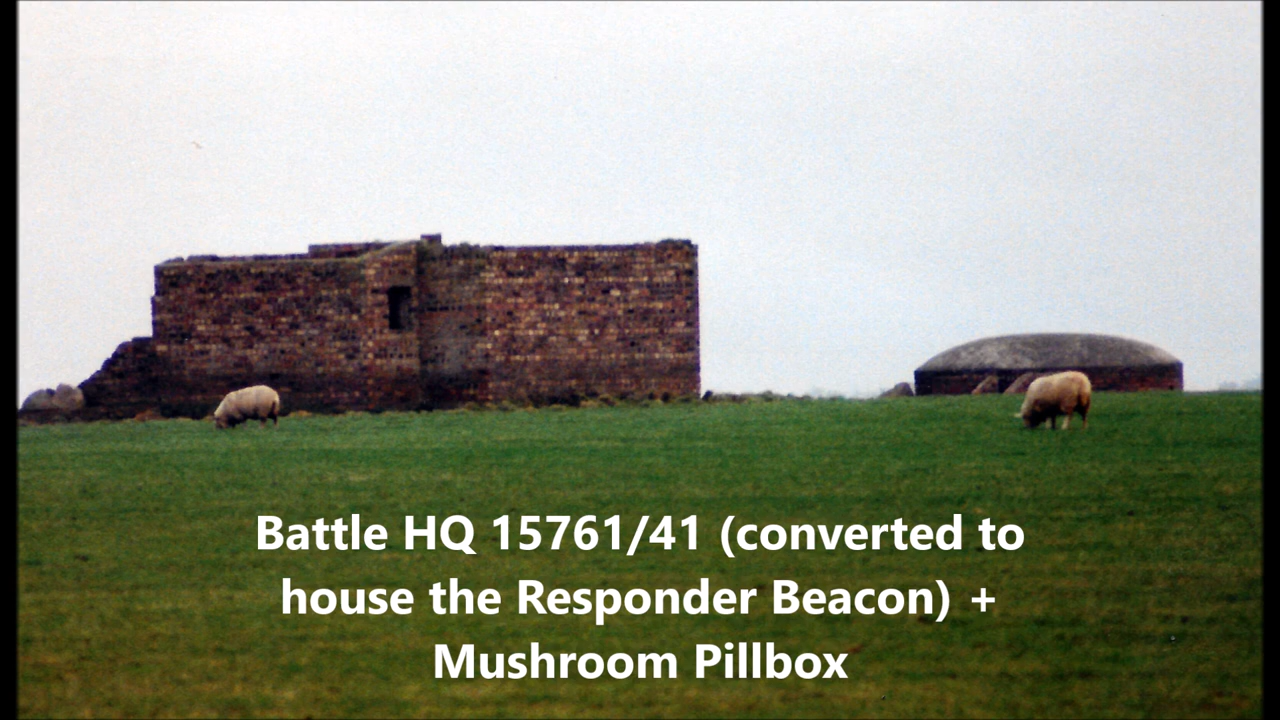 Battle HQ 15761/41 (converted to
house the Responder Beacon) +
Mushroom Pillbox